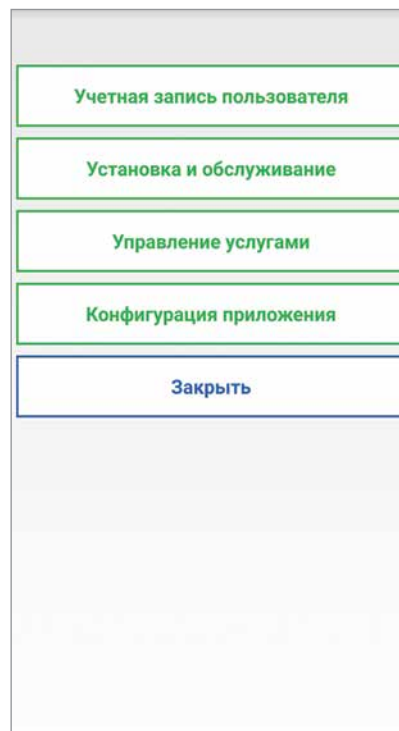 Учетная запись пользователя
Установка и обслуживание
Управление услугами
Конфигурация приложения
Закрыть